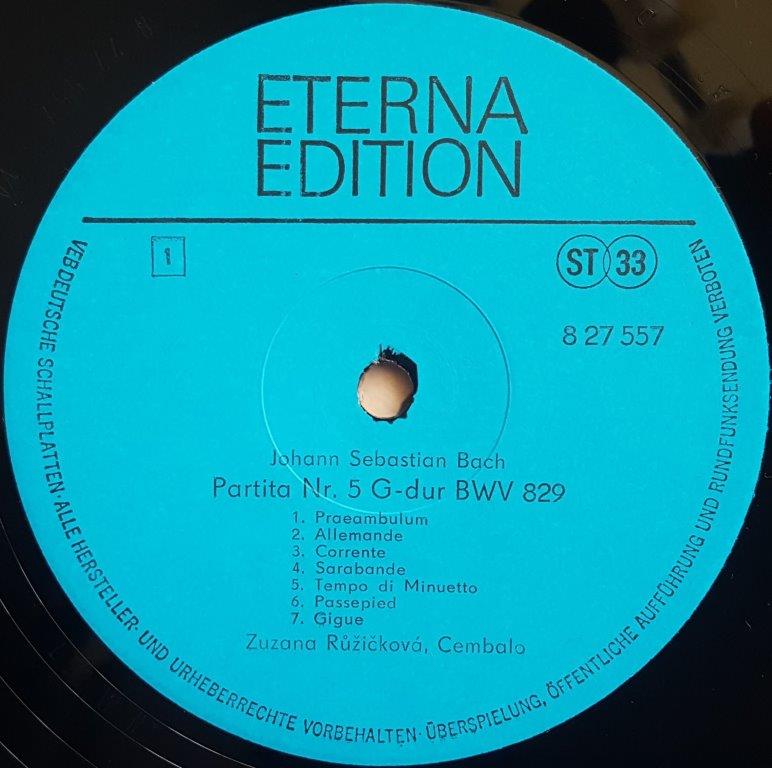 ETERNA
EDITION
1
ST 33
8 27 557
Johann Sebastian Bach
Partita Nr. 5 G-dur BWV 829
1. Praeambulum
2. Allemande
3. Corrente
4. Sarabande
5. Tempo di Minuetto
6. Passepied
7. Gigue
Zuzana Růžičková, Cembalo
VEB DEUTSCHE SCHALLPLATTEN · ALLE HERSTELLER- UND URHEBERRECHTE VORBEHALTEN · ÜBERSPIELUNG, ÖFFENTLICHE AUFFÜHRUNG UND RUNDFUNKSENDUNG VERBOTEN